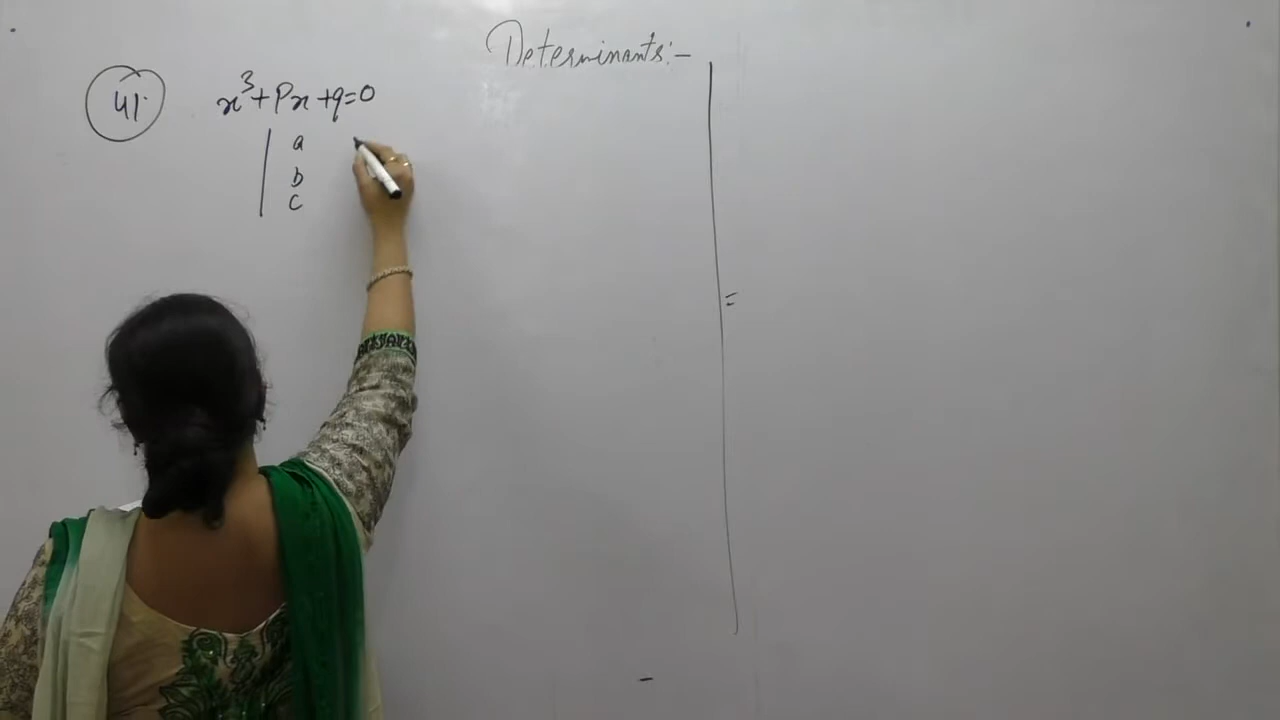 Determinants:-
41. x³+Px+q=0
| a
b
c
=